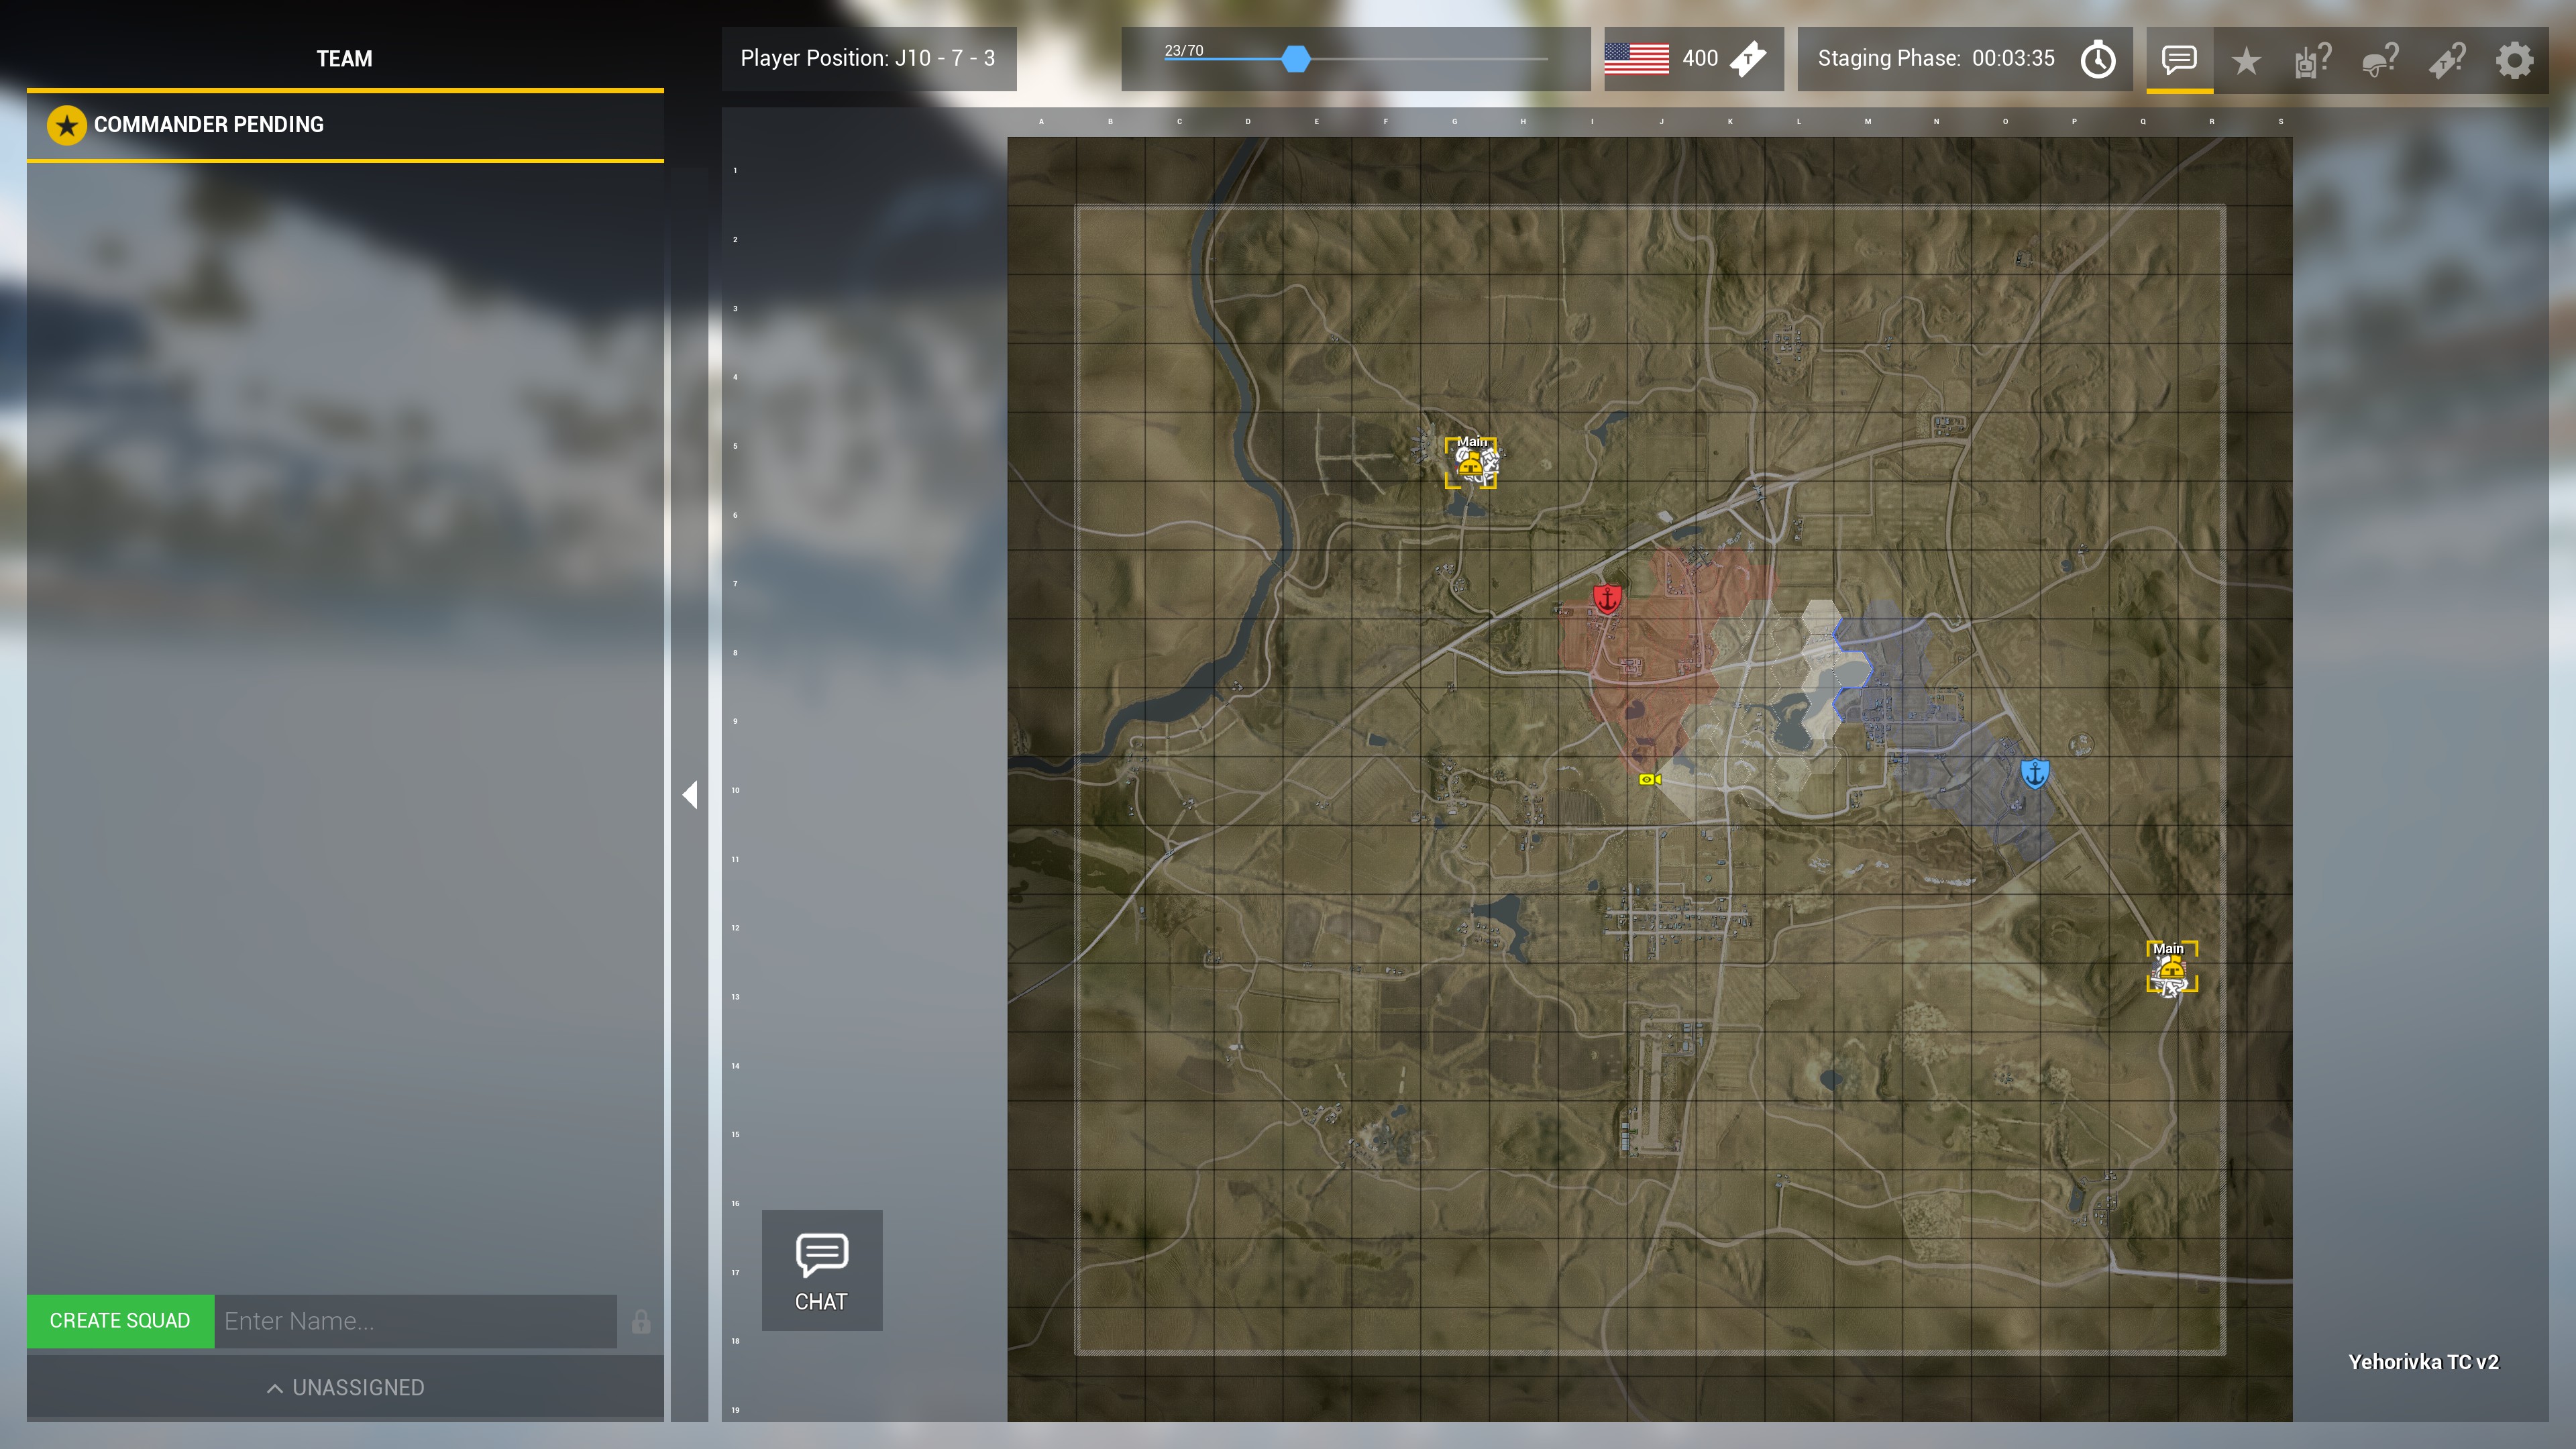 TEAM
COMMANDER PENDING
Player Position: J10 - 7 - 3
23/70
400
T
Staging Phase: 00:03:35
?
?
T?
A B C D E F G H I J K L M N O P Q R S
1
2
3
4
5
6
7
8
9
10
11
12
13
14
15
16
17
18
19
Main
Main
CHAT
CREATE SQUAD
Enter Name...
UNASSIGNED
Yehorivka TC v2